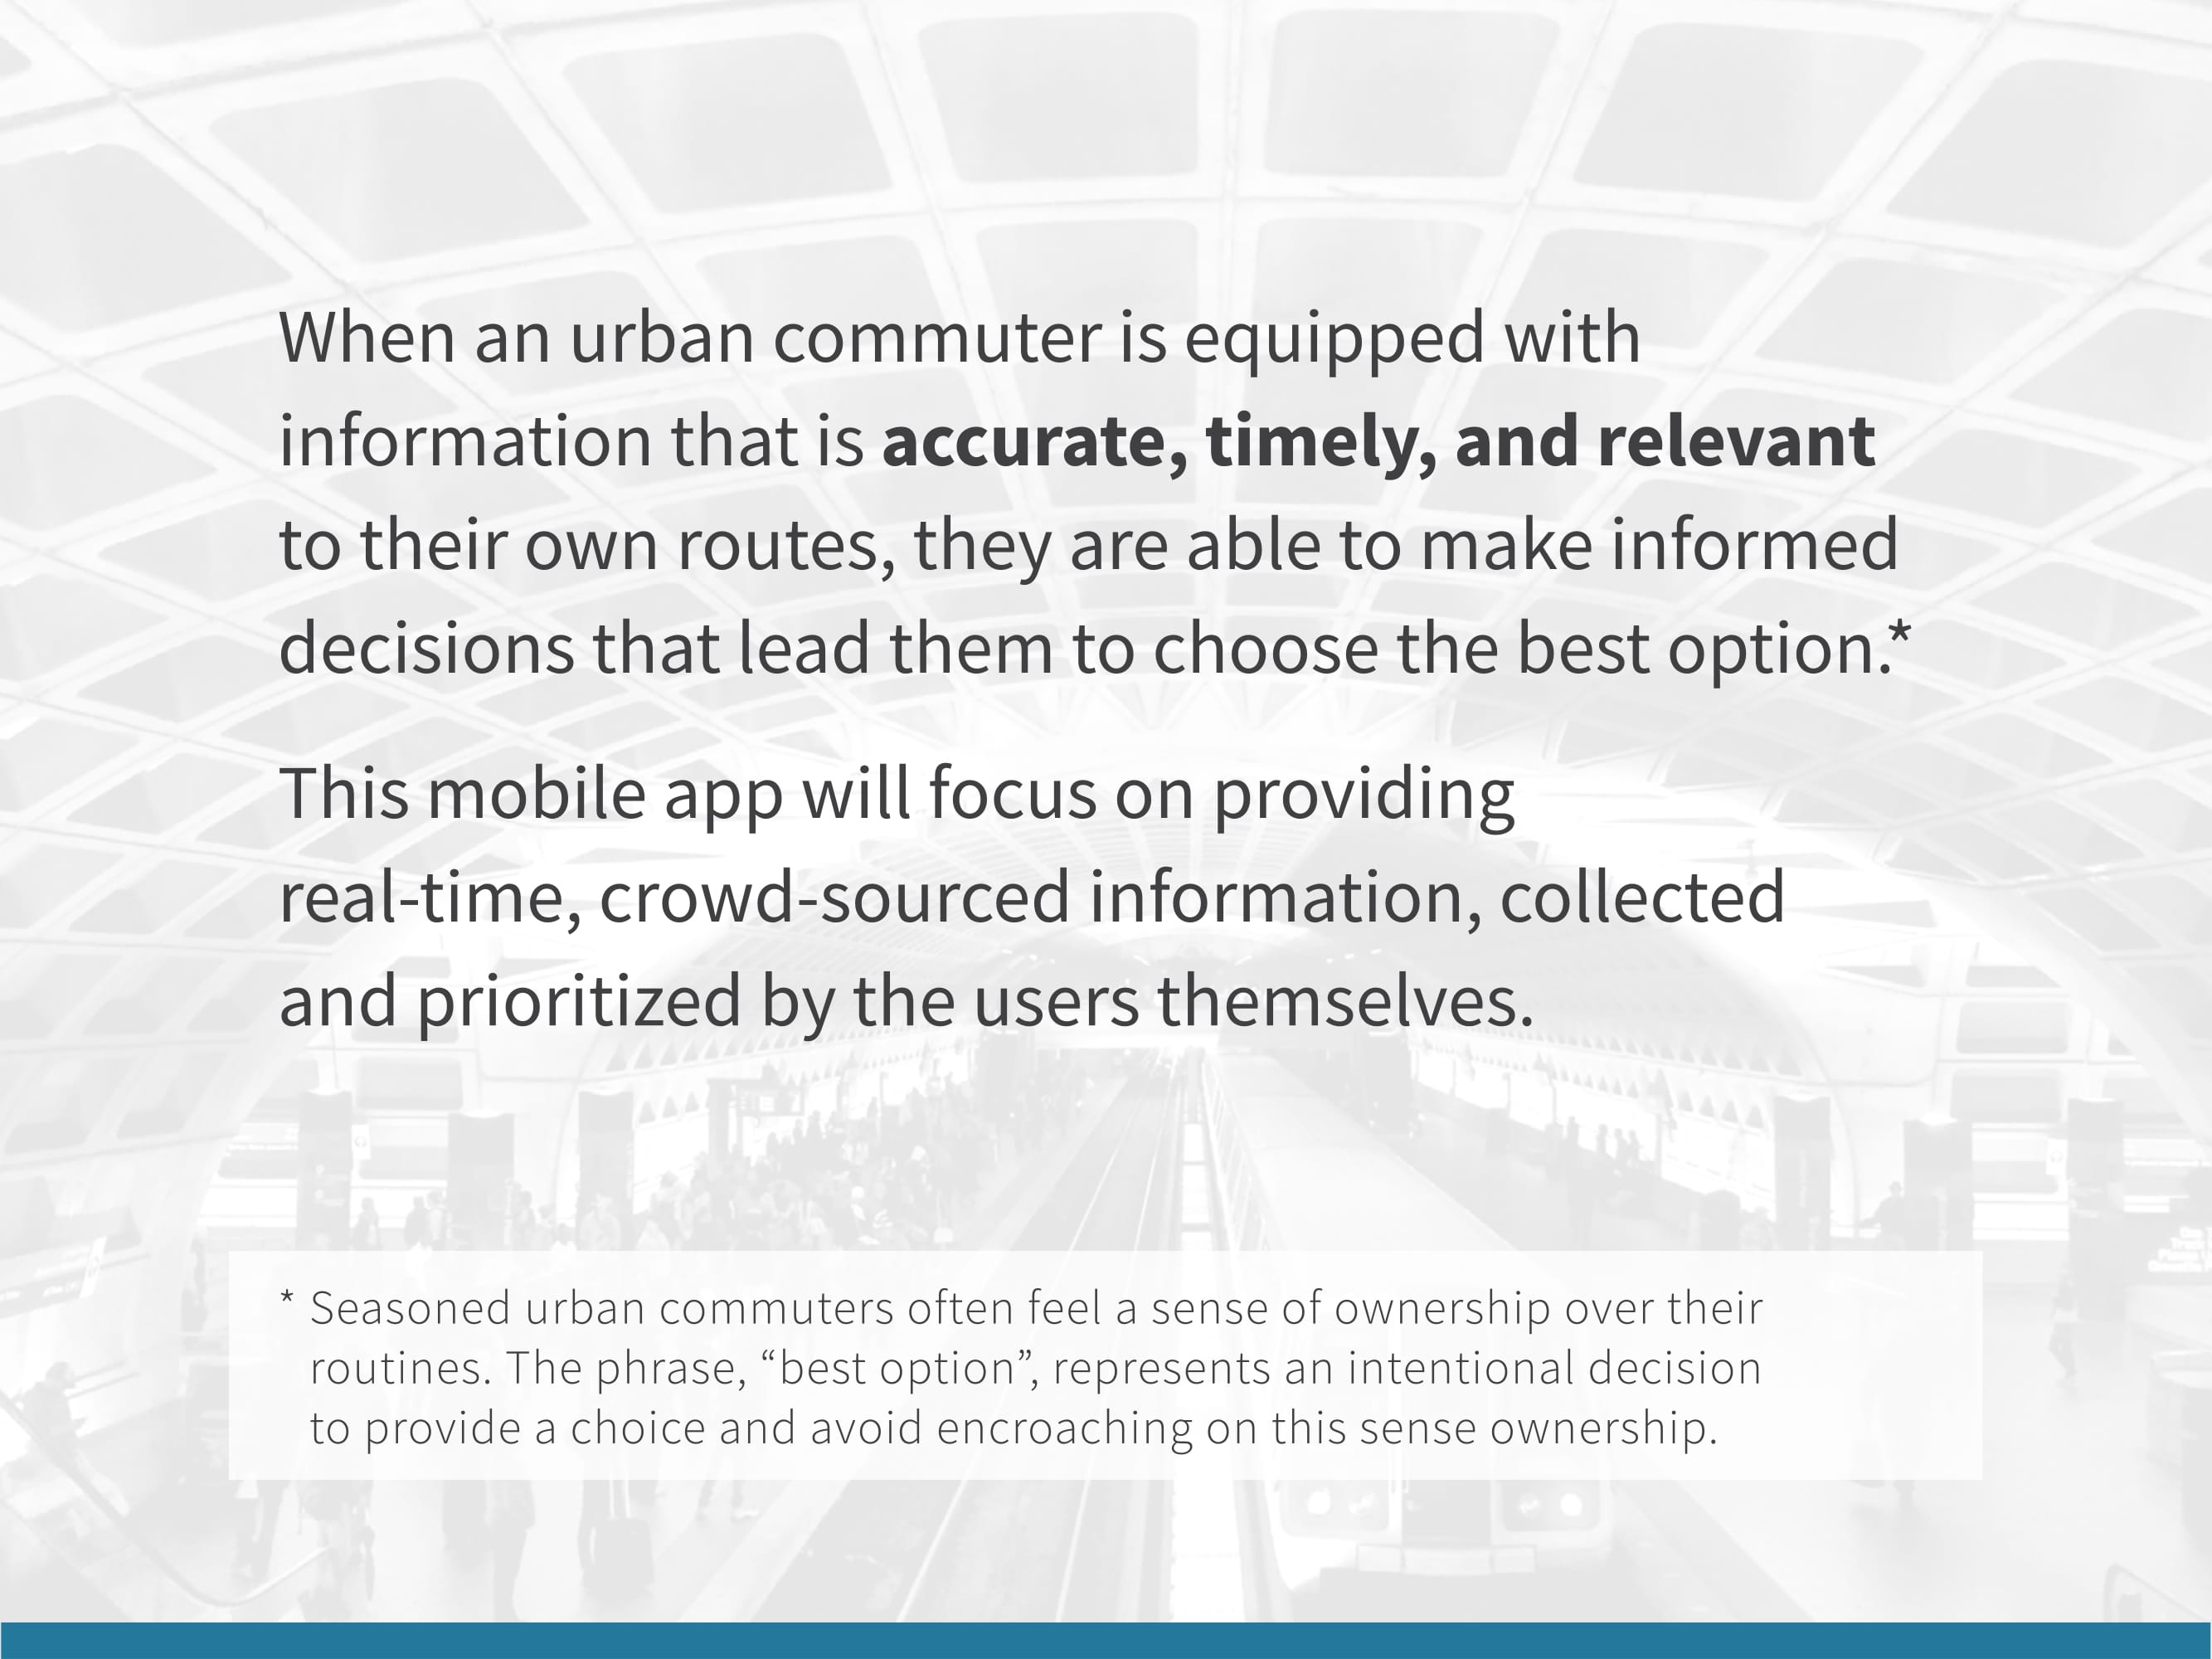 When an urban commuter is equipped with
information that is accurate, timely, and relevant
to their own routes, they are able to make informed
decisions that lead them to choose the best option.*
This mobile app will focus on providing
real-time, crowd-sourced information, collected
and prioritized by the users themselves.
* Seasoned urban commuters often feel a sense of ownership over their
routines. The phrase, “best option”, represents an intentional decision
to provide a choice and avoid encroaching on this sense ownership.